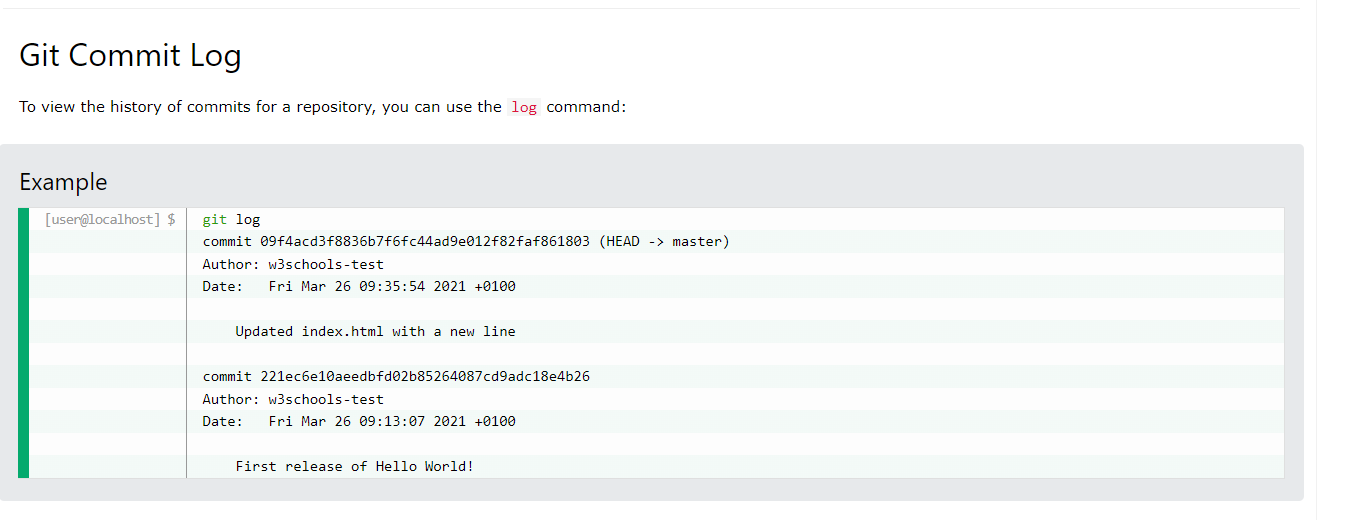 Git Commit Log
To view the history of commits for a repository, you can use the log command:
Example
[user@localhost] $ git log
commit 09f4acd3f8836b7f6fc44ad9e012f82faf861803 (HEAD -> master)
Author: w3schools-test
Date:   Fri Mar 26 09:35:54 2021 +0100
    Updated index.html with a new line
commit 221ec6e10aeedbfd02b85264087cd9adc18e4b26
Author: w3schools-test
Date:   Fri Mar 26 09:13:07 2021 +0100
    First release of Hello World!